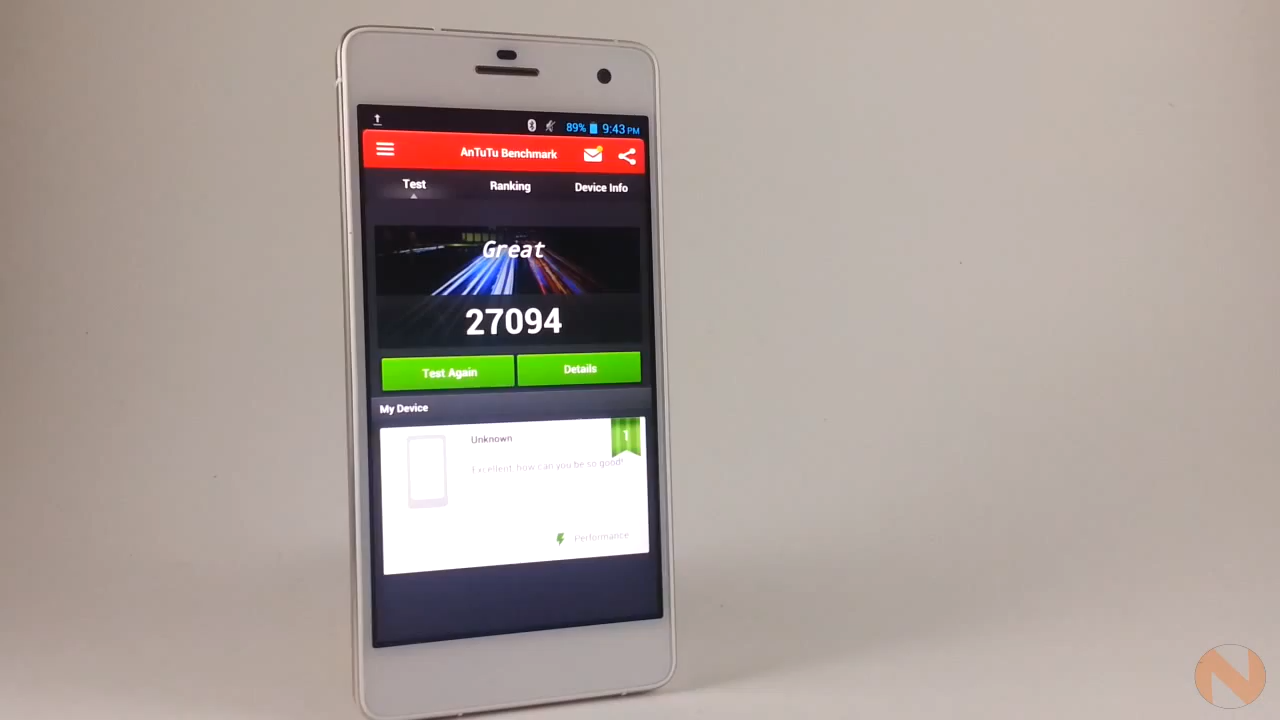 89% 9:43 PM
AnTuTu Benchmark
Test Ranking Device Info
Great
27094
Test Again Details
My Device
Unknown
1
Excellent, how can you be so good!
Performance
N